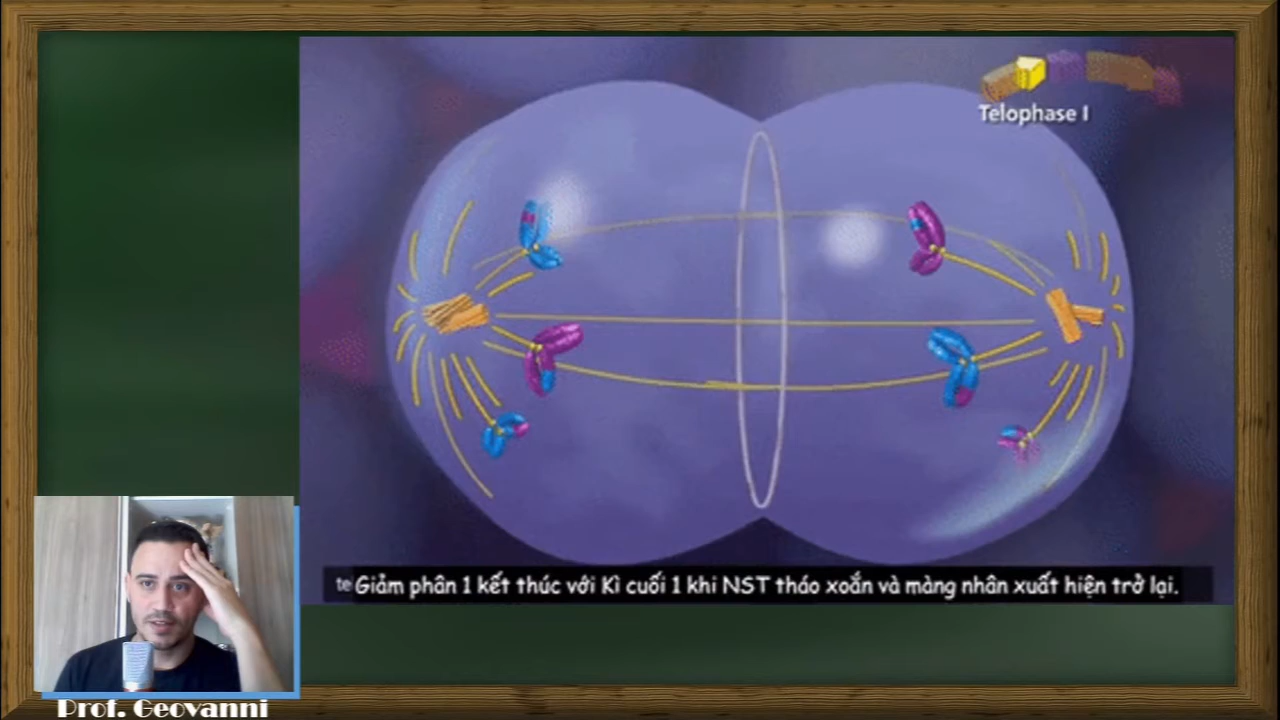 Telophase I
te Giảm phân 1 kết thúc với Kì cuối 1 khi NST tháo xoắn và màng nhân xuất hiện trở lại.
Prof. Geovanni